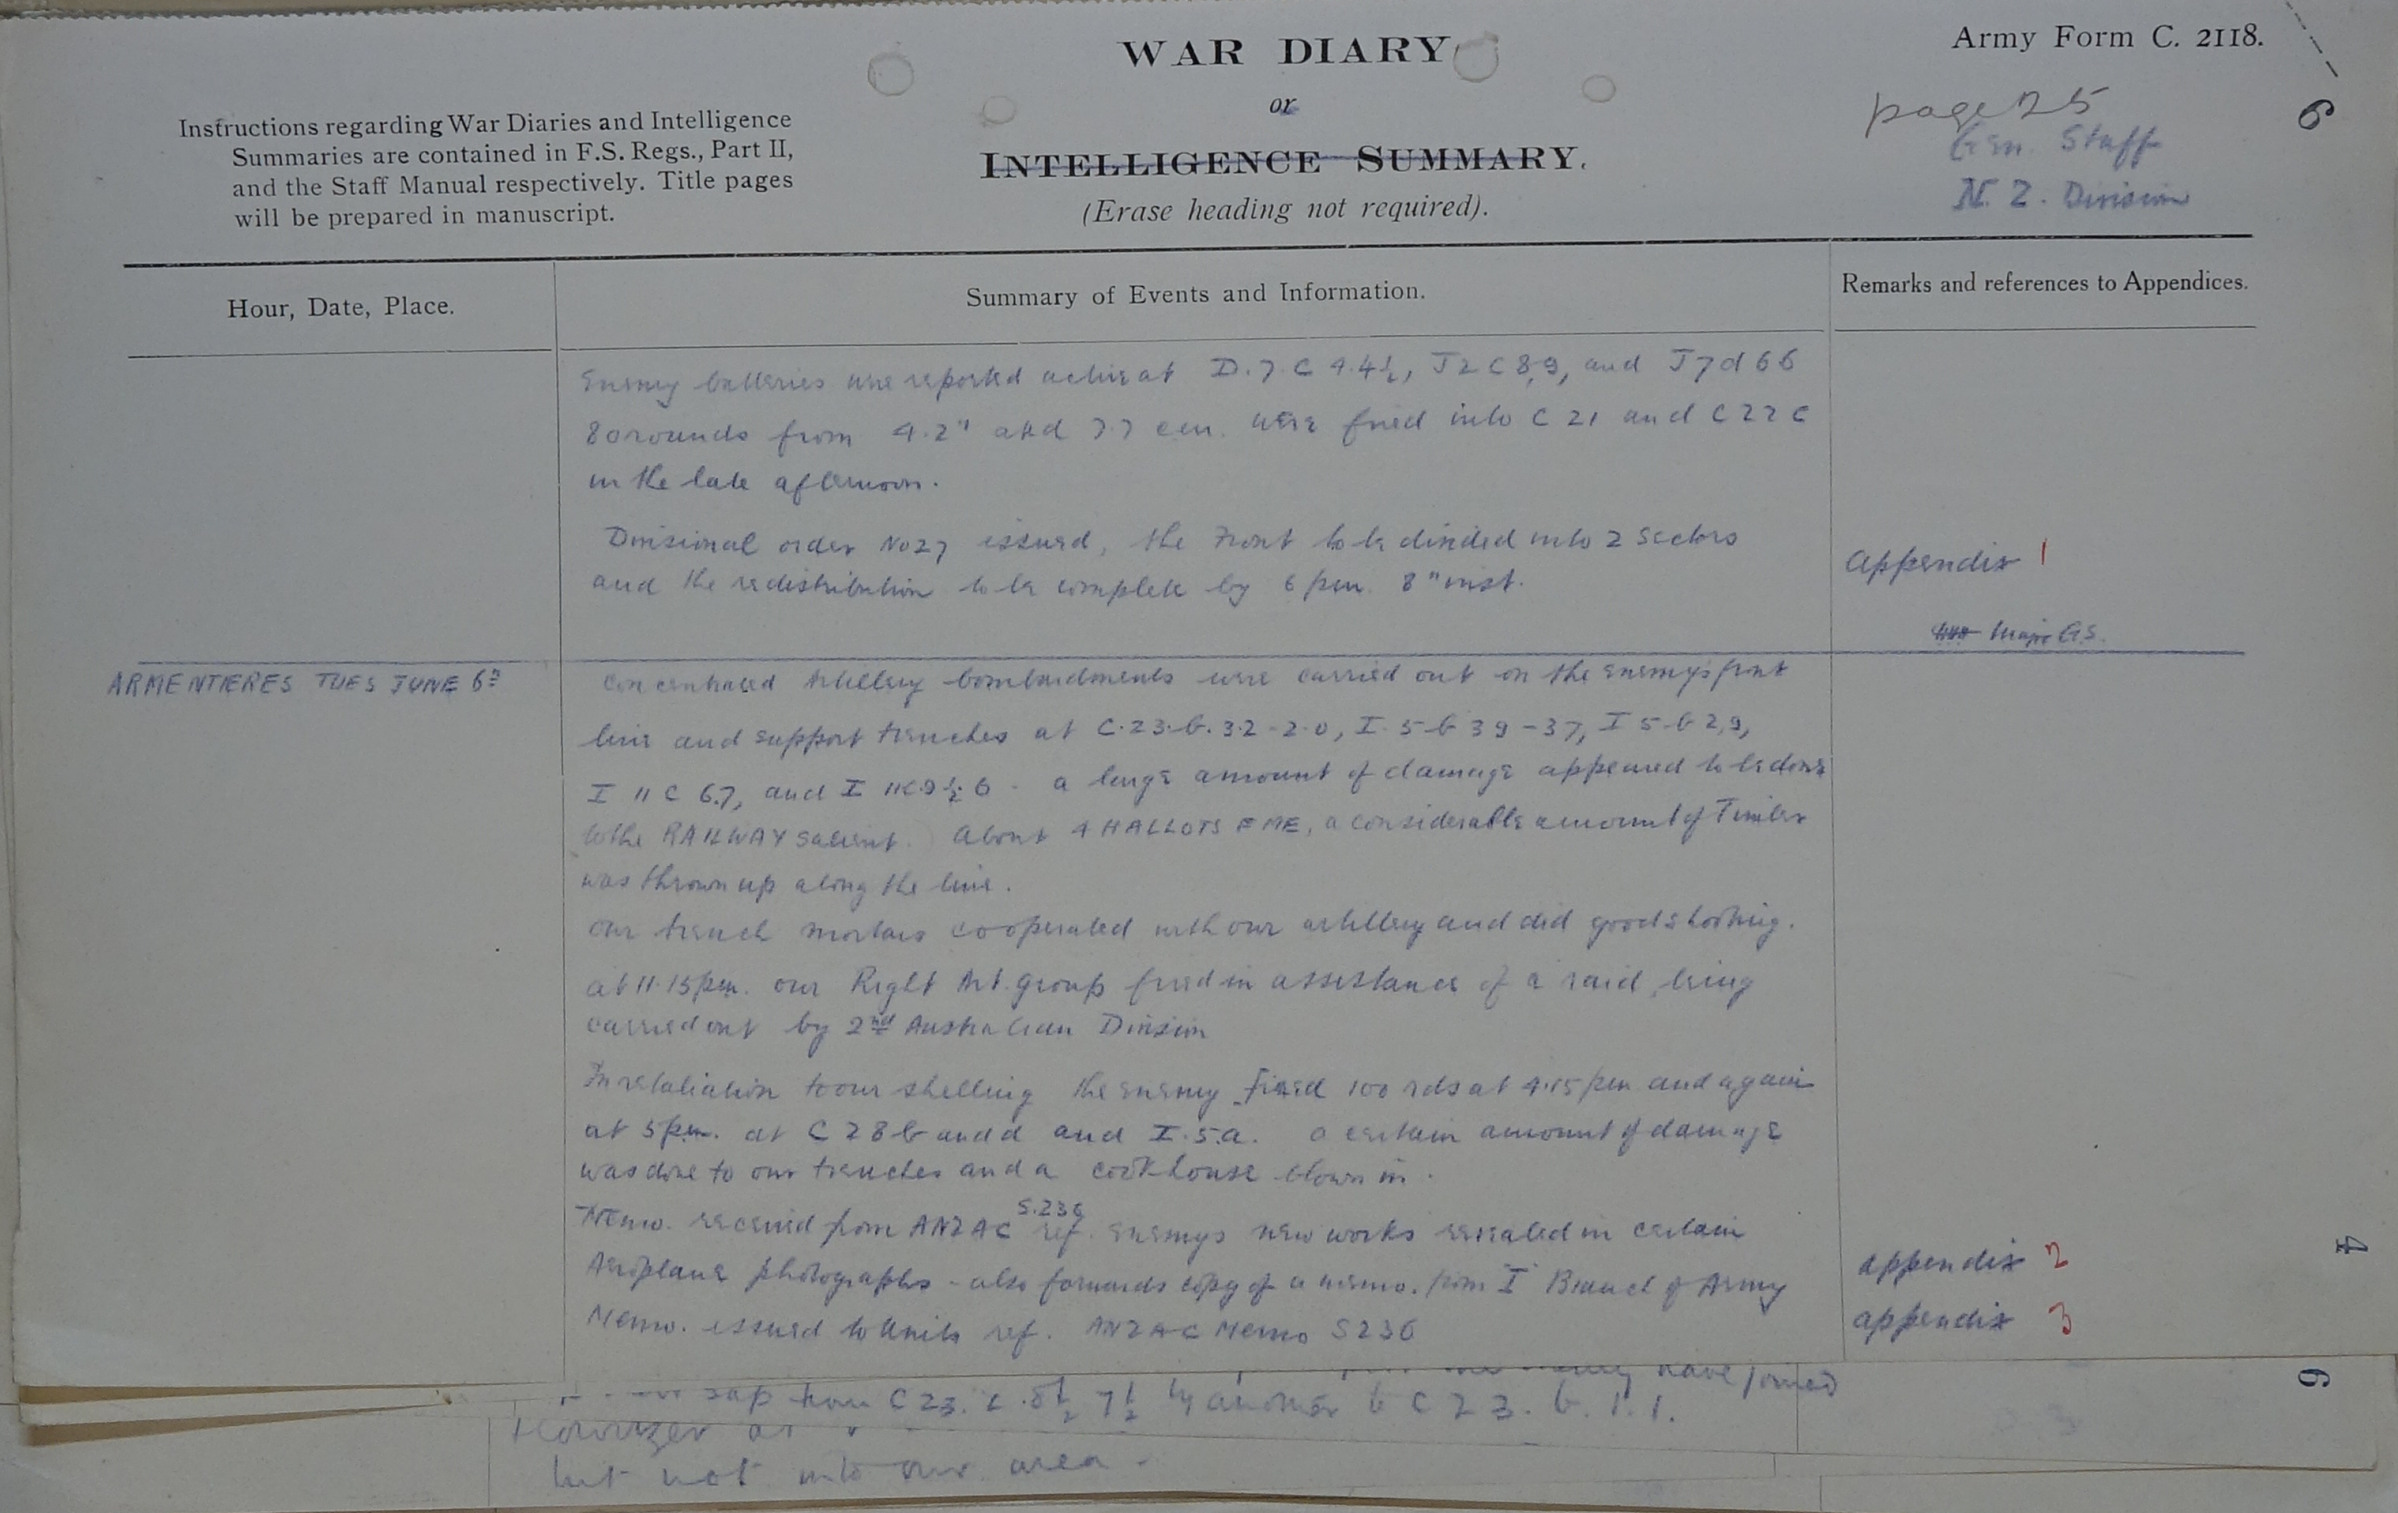 WAR DIARY
or
INTELLIGENCE SUMMARY.
(Erase heading not required).
Army Form C. 2118.
page 25
Gen. Staff
N. Z. Division
6
Instructions regarding War Diaries and Intelligence
Summaries are contained in F.S. Regs., Part II,
and the Staff Manual respectively. Title pages
will be prepared in manuscript.
Hour, Date, Place.
Summary of Events and Information.
Remarks and references to Appendices.
Enemy batteries were reported active at D.7.C 4.4½, J2C8,9, and J7d66
80 rounds from 4.2" and 7.7 cm. were fired into C 21 and C 22 C
in the late afternoon.
Divisional order No 27 issued, the Front to be divided into 2 Sectors
and the redistribution to be complete by 6 pm. 8" inst.
Appendix 1
Major G.S.
ARMENTIERES TUES JUNE 6th
Concentrated Artillery bombardments were carried out on the Enemy's front
line and support trenches at C.23.b.3.2-2.0, I.5-b 39-37, I 5-b 2,9,
I 11 C 6.7, and I 11C.9½.6 - a large amount of damage appeared to be done
to the RAILWAY Salient. About 4 HALLOTS FME, a considerable amount of Timber
was thrown up along the line.
our trench mortars cooperated with our artillery and did good shooting.
at 11.15 pm. our Right Art. group fired in assistance of a raid, being
carried out by 2nd Australian Division
In retaliation to our shelling the enemy fired 100 rds at 4.15 pm and again
at 5 pm. at C 28 b and d and I.5.a. a certain amount of damage
was done to our trenches and a cookhouse blown in.
S.236
Memo. received from ANZAC ref. enemys new works revealed in certain
Aeroplane photographs - also forwards copy of a memo. from "I" Branch of Army
Memo. issued to Units ref. ANZAC Memo S236
appendix 2
appendix 3
4
6
have joined
sap from C 23. 7½ by another to C 23. b. 1. 1.
Howitzer at
but not into our area -